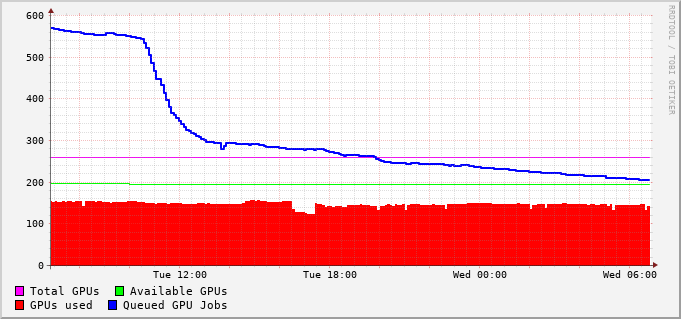 600
500
400
300
200
100
0
Tue 12:00 Tue 18:00 Wed 00:00 Wed 06:00
Total GPUs Available GPUs
GPUs used Queued GPU Jobs
RRDTOOL / TOBI OETIKER